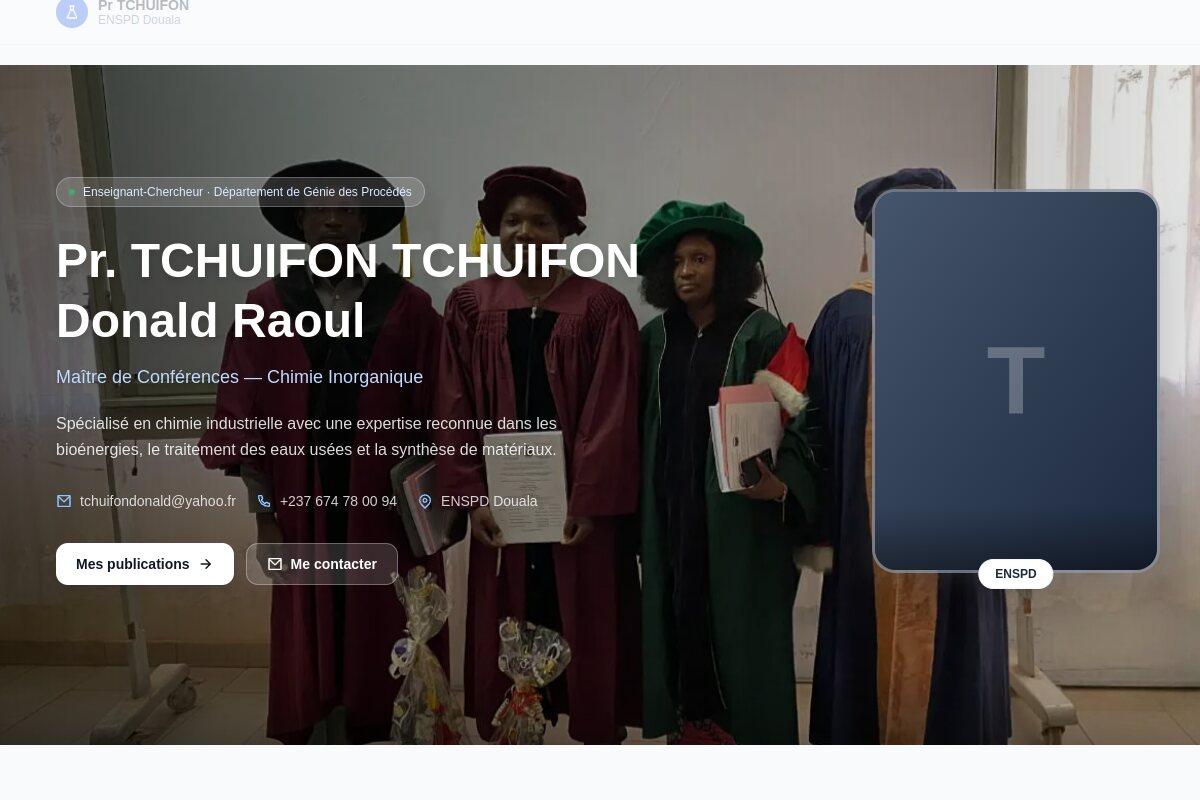 Pr TCHUIFON
ENSPD Douala
Enseignant-Chercheur · Département de Génie des Procédés
Pr. TCHUIFON TCHUIFON
Donald Raoul
Maître de Conférences — Chimie Inorganique
Spécialisé en chimie industrielle avec une expertise reconnue dans les
bioénergies, le traitement des eaux usées et la synthèse de matériaux.
tchuifondonald@yahoo.fr +237 674 78 00 94 ENSPD Douala
Mes publications Me contacter
T
ENSPD